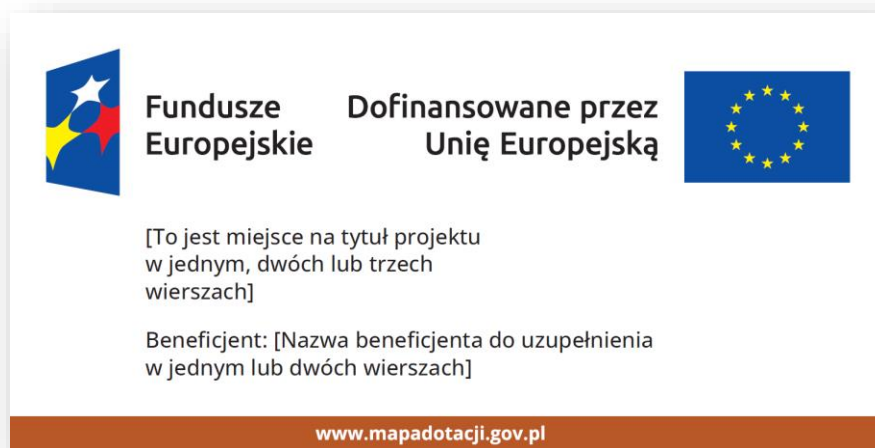 Fundusze
Europejskie
Dofinansowane przez
Unię Europejską
[To jest miejsce na tytuł projektu
w jednym, dwóch lub trzech
wierszach]
Beneficjent: [Nazwa beneficjenta do uzupełnienia
w jednym lub dwóch wierszach]
www.mapadotacji.gov.pl